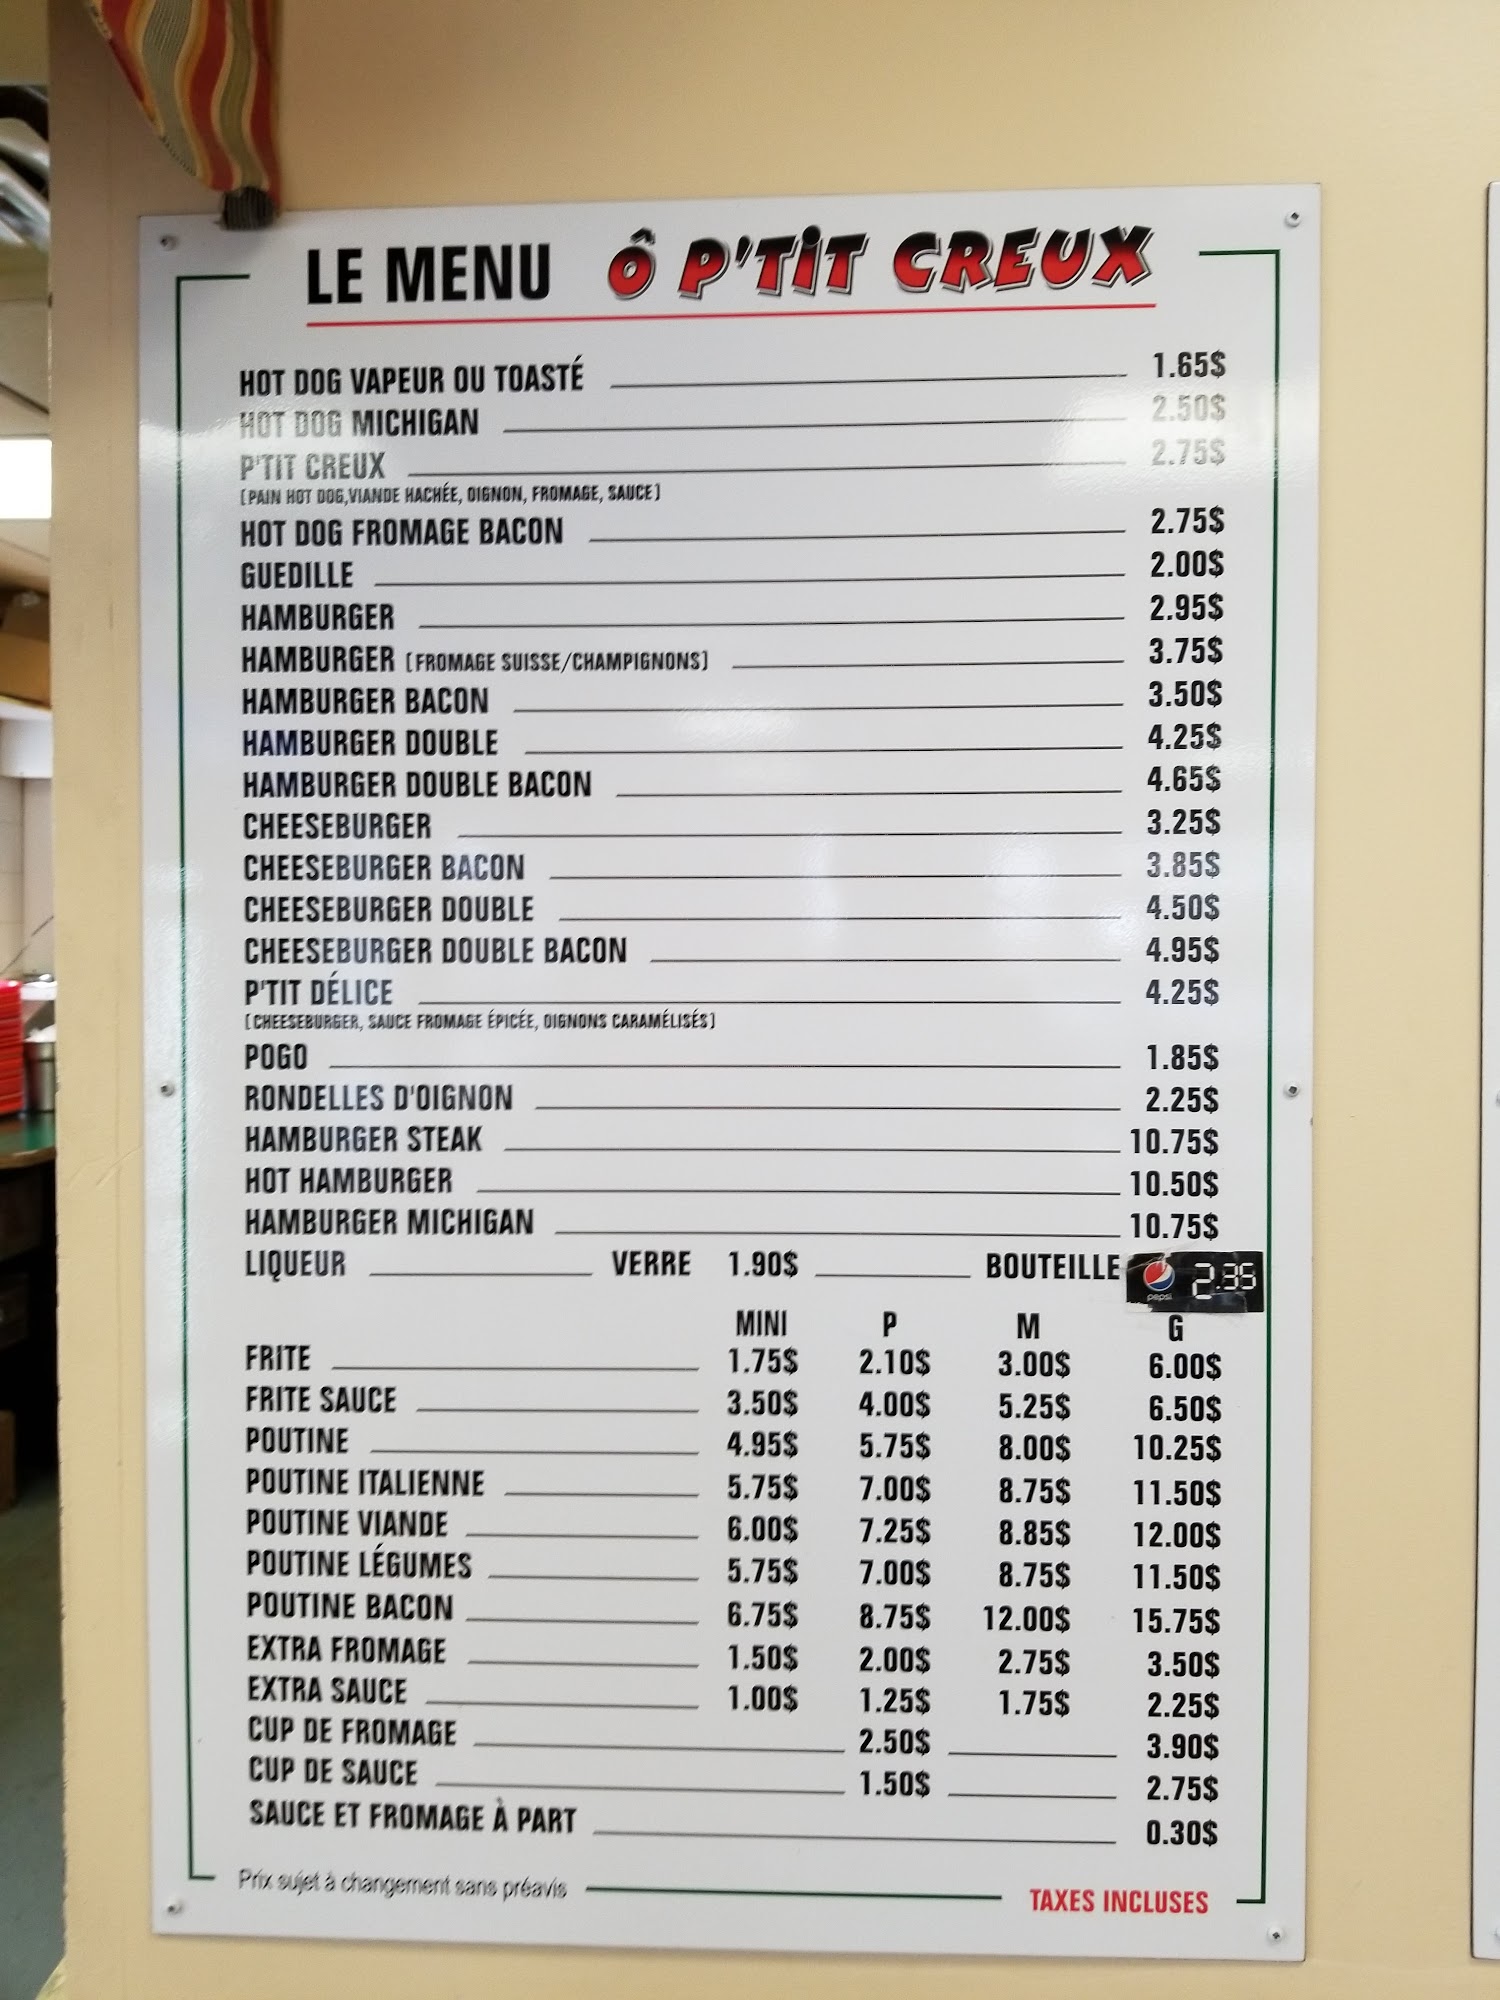 LE MENU Ô P'TIT CREUX
HOT DOG VAPEUR OU TOASTÉ 1.65$
HOT DOG MICHIGAN 2.50$
P'TIT CREUX 2.75$
[PAIN HOT DOG,VIANDE HACHÉE, OIGNON, FROMAGE, SAUCE]
HOT DOG FROMAGE BACON 2.75$
GUEDILLE 2.00$
HAMBURGER 2.95$
HAMBURGER [FROMAGE SUISSE/CHAMPIGNONS] 3.75$
HAMBURGER BACON 3.50$
HAMBURGER DOUBLE 4.25$
HAMBURGER DOUBLE BACON 4.65$
CHEESEBURGER 3.25$
CHEESEBURGER BACON 3.85$
CHEESEBURGER DOUBLE 4.50$
CHEESEBURGER DOUBLE BACON 4.95$
P'TIT DÉLICE 4.25$
[CHEESEBURGER, SAUCE FROMAGE ÉPICÉE, OIGNONS CARAMÉLISÉS]
POGO 1.85$
RONDELLES D'OIGNON 2.25$
HAMBURGER STEAK 10.75$
HOT HAMBURGER 10.50$
HAMBURGER MICHIGAN 10.75$
LIQUEUR VERRE 1.90$ BOUTEILLE pepsi 2.35
MINI P M G
FRITE 1.75$ 2.10$ 3.00$ 6.00$
FRITE SAUCE 3.50$ 4.00$ 5.25$ 6.50$
POUTINE 4.95$ 5.75$ 8.00$ 10.25$
POUTINE ITALIENNE 5.75$ 7.00$ 8.75$ 11.50$
POUTINE VIANDE 6.00$ 7.25$ 8.85$ 12.00$
POUTINE LÉGUMES 5.75$ 7.00$ 8.75$ 11.50$
POUTINE BACON 6.75$ 8.75$ 12.00$ 15.75$
EXTRA FROMAGE 1.50$ 2.00$ 2.75$ 3.50$
EXTRA SAUCE 1.00$ 1.25$ 1.75$ 2.25$
CUP DE FROMAGE 2.50$ 3.90$
CUP DE SAUCE 1.50$ 2.75$
SAUCE ET FROMAGE À PART 0.30$
Prix sujet à changement sans préavis TAXES INCLUSES